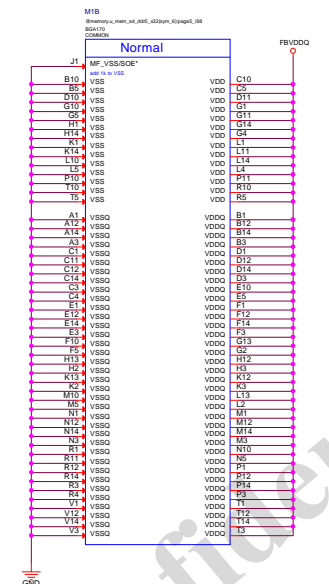 M1B
@memory.u_mem_sd_ddr5_x32(sym_6):page5_i98
BGA170
COMMON
Normal
FBVDDQ
J1 MF_VSS/SOE*
add 1k to VSS
B10 VSS VDD C10
B5 VSS VDD C5
D10 VSS VDD D11
G10 VSS VDD G1
G5 VSS VDD G11
H1 VSS VDD G14
H14 VSS VDD G4
K1 VSS VDD L1
K14 VSS VDD L11
L10 VSS VDD L14
L5 VSS VDD L4
P10 VSS VDD P11
T10 VSS VDD R10
T5 VSS VDD R5
A1 VSSQ VDDQ B1
A12 VSSQ VDDQ B12
A14 VSSQ VDDQ B14
A3 VSSQ VDDQ B3
C1 VSSQ VDDQ D1
C11 VSSQ VDDQ D12
C12 VSSQ VDDQ D14
C14 VSSQ VDDQ D3
C3 VSSQ VDDQ E10
C4 VSSQ VDDQ E5
E1 VSSQ VDDQ F1
E12 VSSQ VDDQ F12
E14 VSSQ VDDQ F14
E3 VSSQ VDDQ F3
F10 VSSQ VDDQ G13
F5 VSSQ VDDQ G2
H13 VSSQ VDDQ H12
H2 VSSQ VDDQ H3
K13 VSSQ VDDQ K12
K2 VSSQ VDDQ K3
M10 VSSQ VDDQ L13
M5 VSSQ VDDQ L2
N1 VSSQ VDDQ M1
N12 VSSQ VDDQ M12
N14 VSSQ VDDQ M14
N3 VSSQ VDDQ M3
R1 VSSQ VDDQ N10
R11 VSSQ VDDQ N5
R12 VSSQ VDDQ P1
R14 VSSQ VDDQ P12
R3 VSSQ VDDQ P14
R4 VSSQ VDDQ P3
V1 VSSQ VDDQ T1
V12 VSSQ VDDQ T12
V14 VSSQ VDDQ T14
V3 VSSQ VDDQ T3
GND